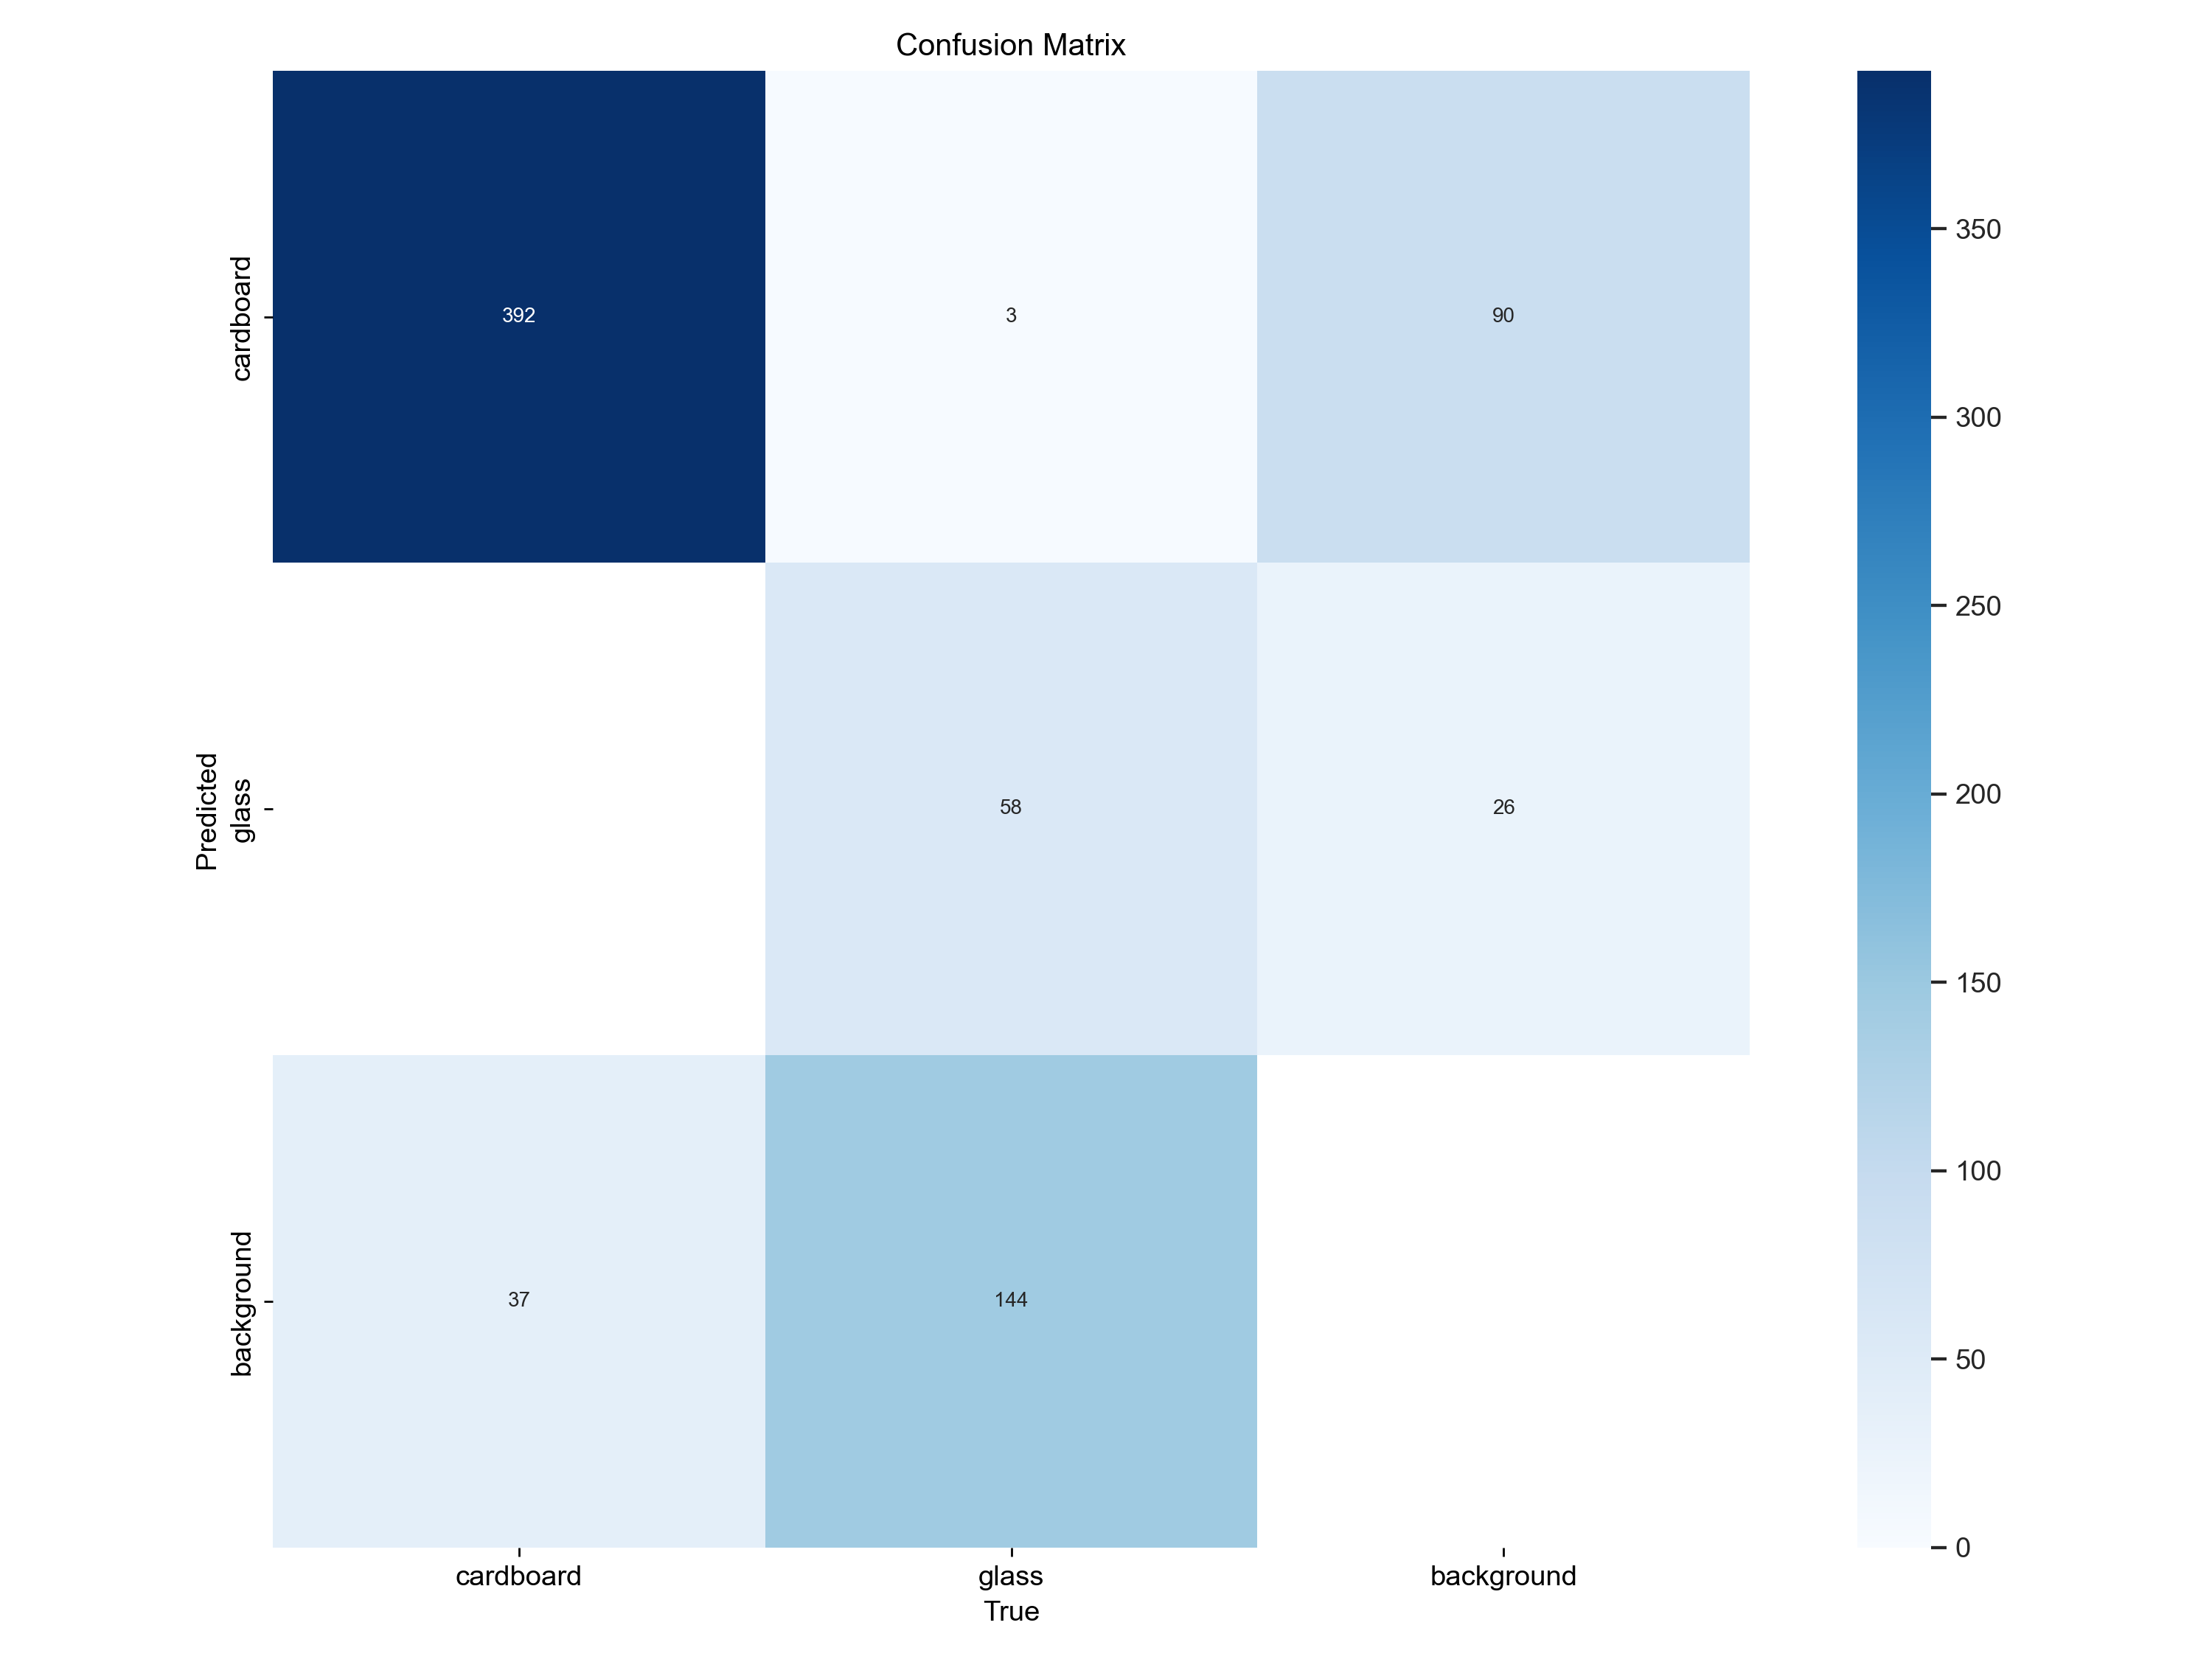 Confusion Matrix
cardboard
392
3
90
350
300
250
200
150
100
50
0
Predicted
glass
58
26
background
37
144
cardboard
glass
background
True